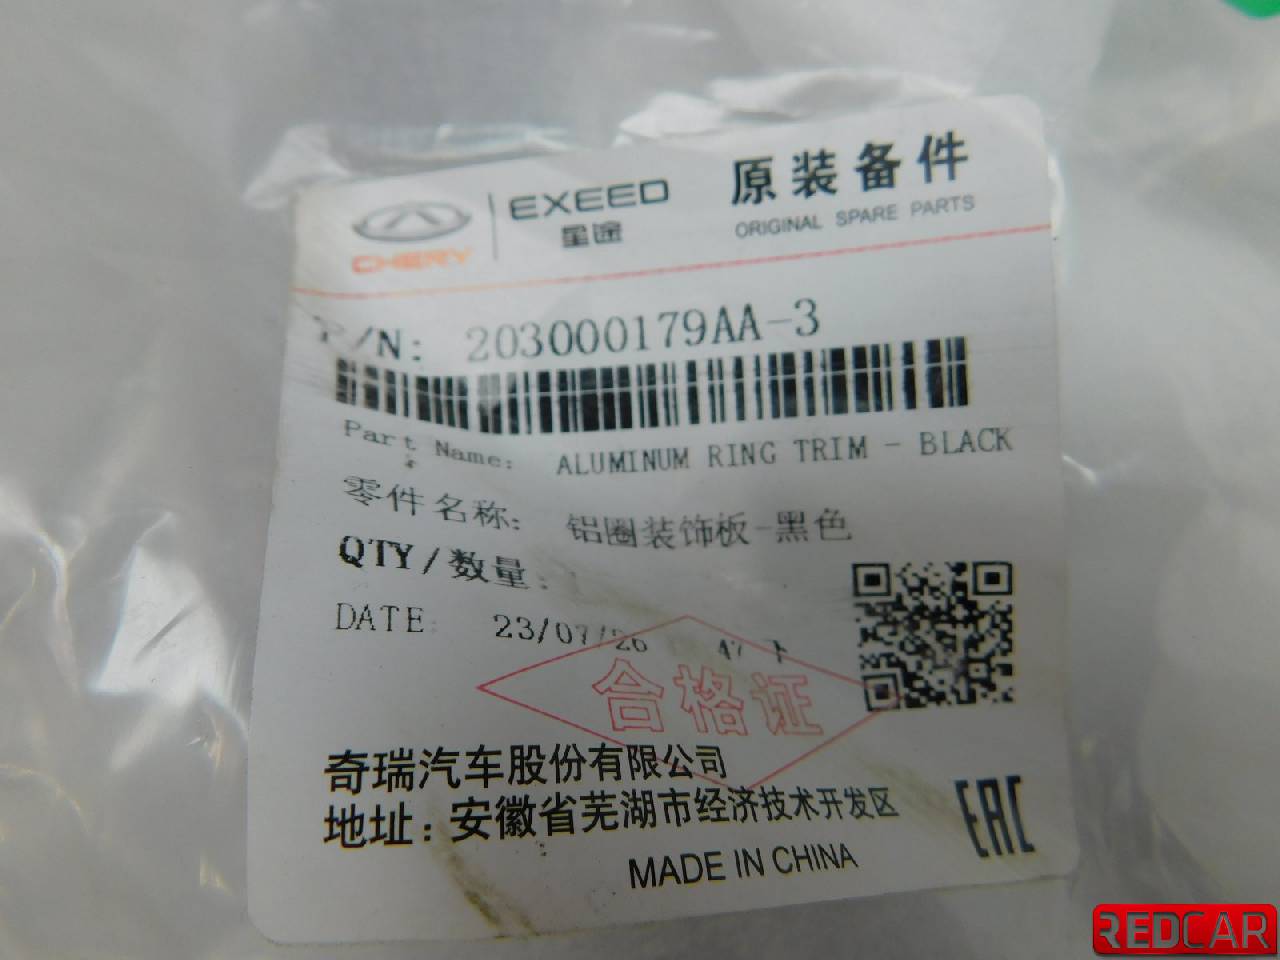 CHERY
EXEED
星途
原装备件
ORIGINAL SPARE PARTS
P/N: 203000179AA-3
Part Name: ALUMINUM RING TRIM - BLACK
零件名称: 铝圈装饰板-黑色
QTY/数量:
DATE: 23/07/26
合格证
奇瑞汽车股份有限公司
地址：安徽省芜湖市经济技术开发区
MADE IN CHINA
EAC
REDCAR